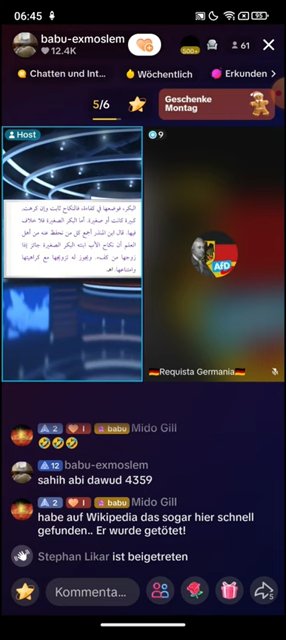 06:45
95
babu-exmoslem
12.4K
500+
61
Chatten und Int...
Wöchentlich
Erkunden
5/6
Geschenke
Montag
Host
9
البكر، فوضعها في كفاءة، فالنكاح ثابت وإن كرهت،
كبيرة كانت أو صغيرة. أما البكر الصغيرة فلا خلاف
فيها. قال ابن المنذر أجمع كل من نحفظ عنه من أهل
العلم أن نكاح الأب ابنته البكر الصغيرة جائز إذا
زوجها من كفء. ويجوز له تزويجها مع كراهيتها
وامتناعها. اهـ
AfD
Requista Germania
2 1 babu Mido Gill
12 babu-exmoslem
sahih abi dawud 4359
2 1 babu Mido Gill
habe auf Wikipedia das sogar hier schnell
gefunden.. Er wurde getötet!
Stephan Likar ist beigetreten
Kommenta...
5